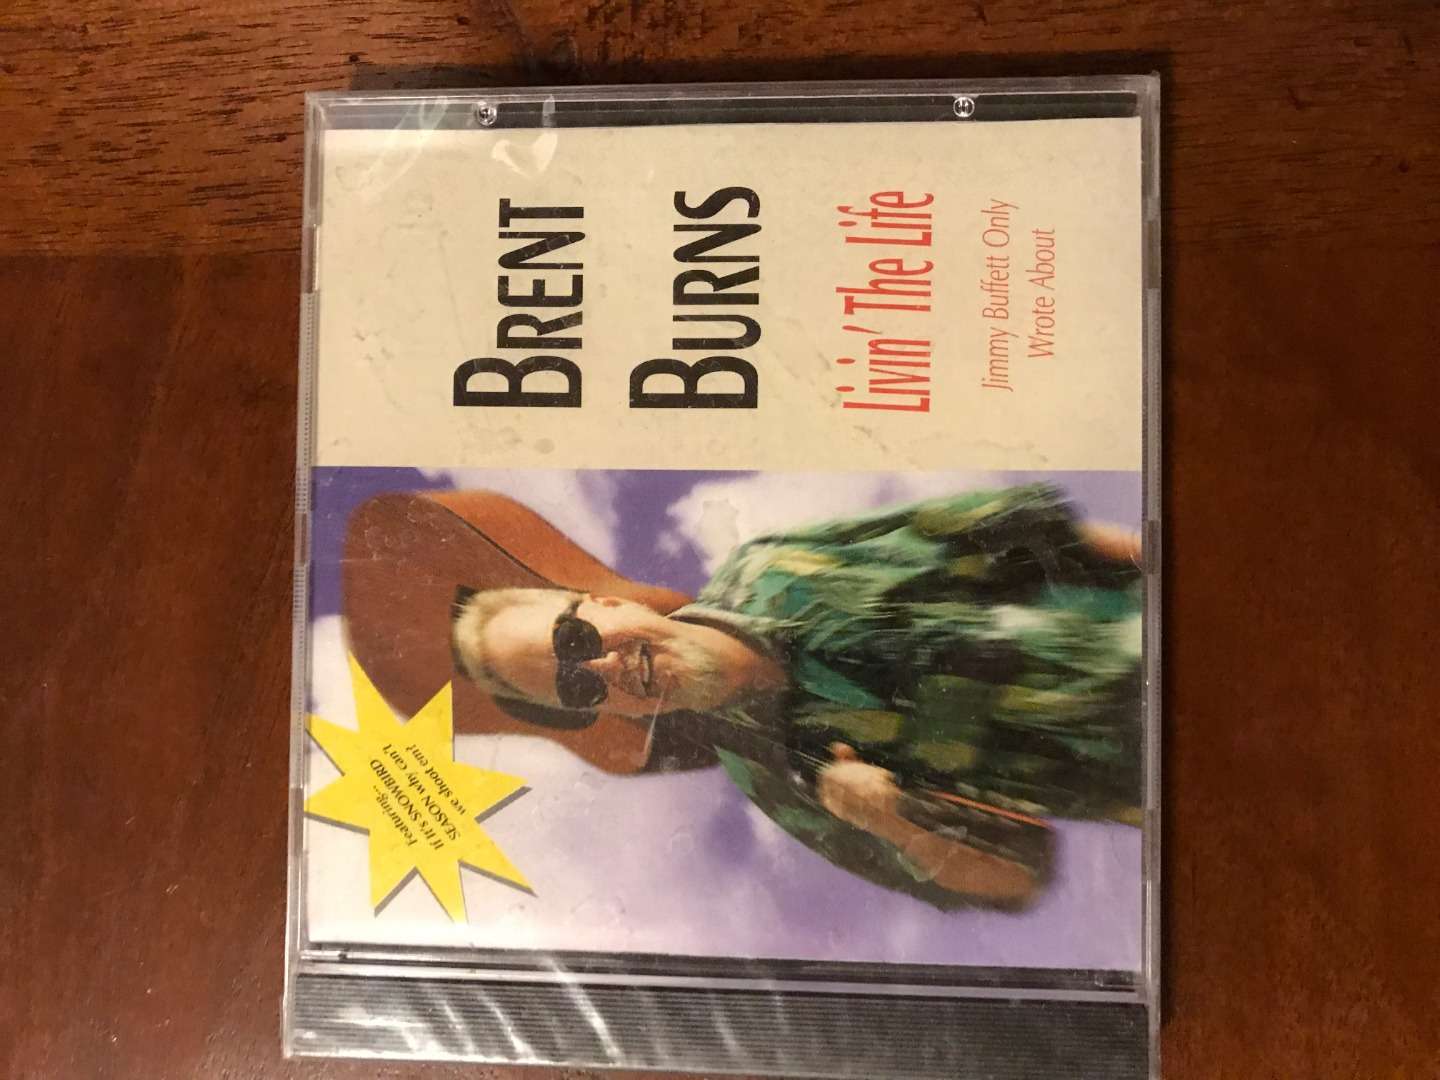 BRENT
BURNS
Livin' The Life
Jimmy Buffett Only
Wrote About
Featuring...
If It's SNOWBIRD
SEASON why can't
we shoot em?